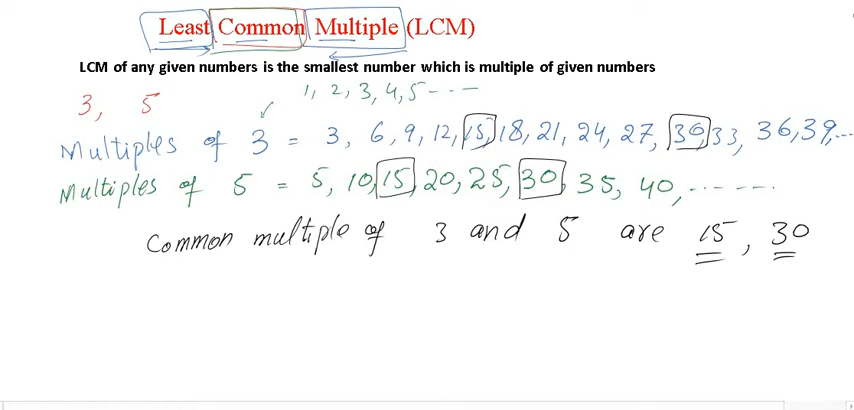 Least Common Multiple (LCM)
LCM of any given numbers is the smallest number which is multiple of given numbers
1, 2, 3, 4, 5 - - - -
3, 5
Multiples of 3 = 3, 6, 9, 12, 15, 18, 21, 24, 27, 30, 33, 36, 39, ...
Multiples of 5 = 5, 10, 15, 20, 25, 30, 35, 40, ........
Common multiple of 3 and 5 are 15, 30